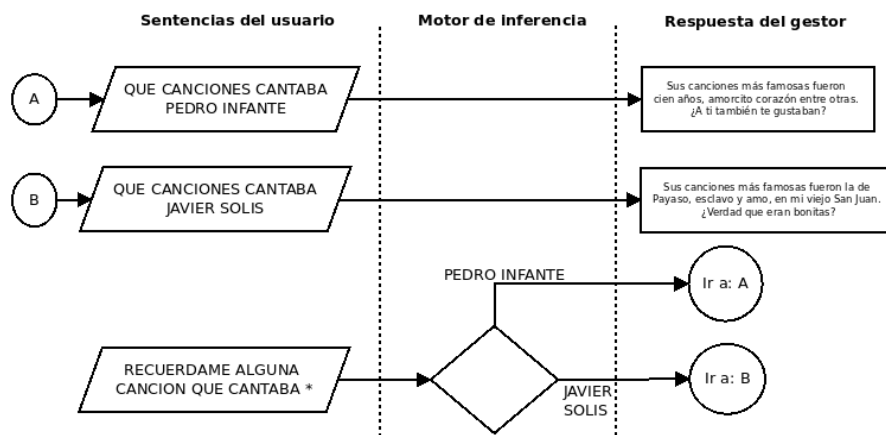 Sentencias del usuario
Motor de inferencia
Respuesta del gestor
A
QUE CANCIONES CANTABA
PEDRO INFANTE
Sus canciones más famosas fueron
cien años, amorcito corazón entre otras.
¿A ti también te gustaban?
B
QUE CANCIONES CANTABA
JAVIER SOLIS
Sus canciones más famosas fueron la de
Payaso, esclavo y amo, en mi viejo San Juan.
¿Verdad que eran bonitas?
PEDRO INFANTE
Ir a: A
RECUERDAME ALGUNA
CANCION QUE CANTABA *
JAVIER
SOLIS
Ir a: B